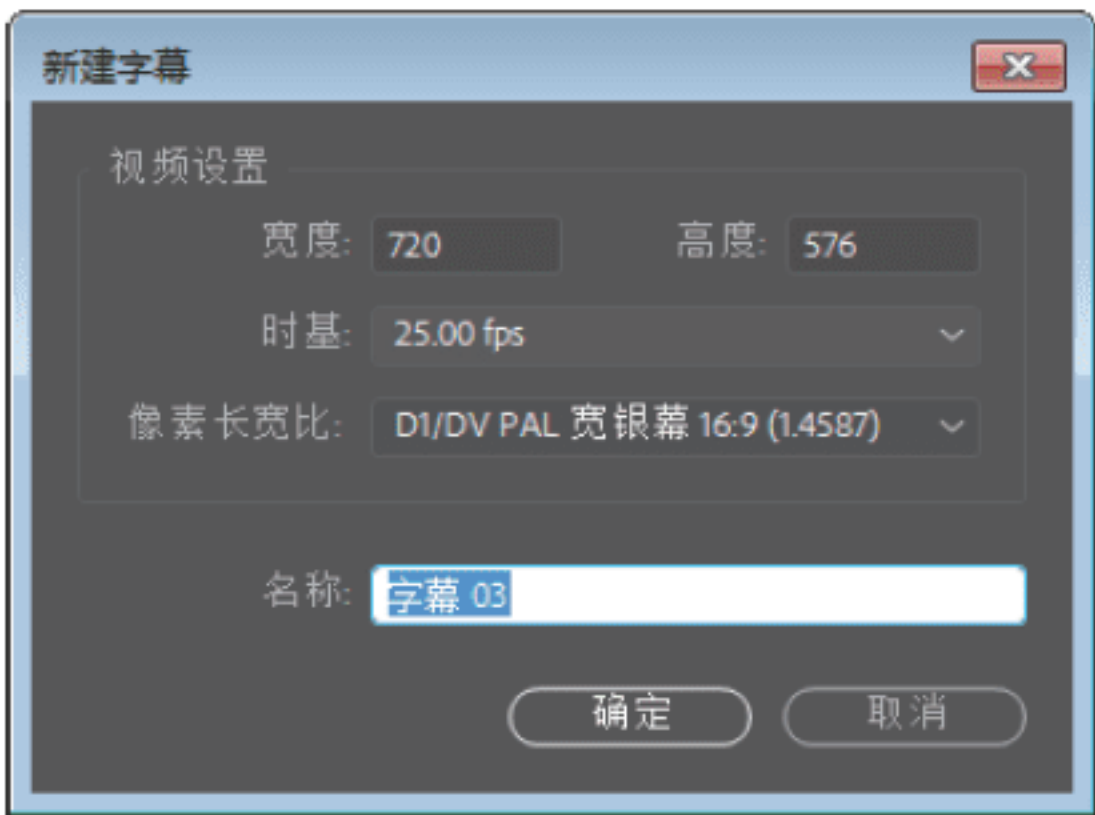 新建字幕
视频设置
宽度: 720 高度: 576
时基: 25.00 fps
像素长宽比: D1/DV PAL 宽银幕 16:9 (1.4587)
名称: 字幕 03
确定 取消